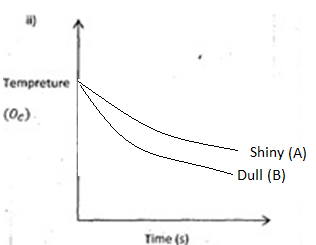 ii)
Tempreture
(Oc)
Shiny (A)
Dull (B)
Time (s)